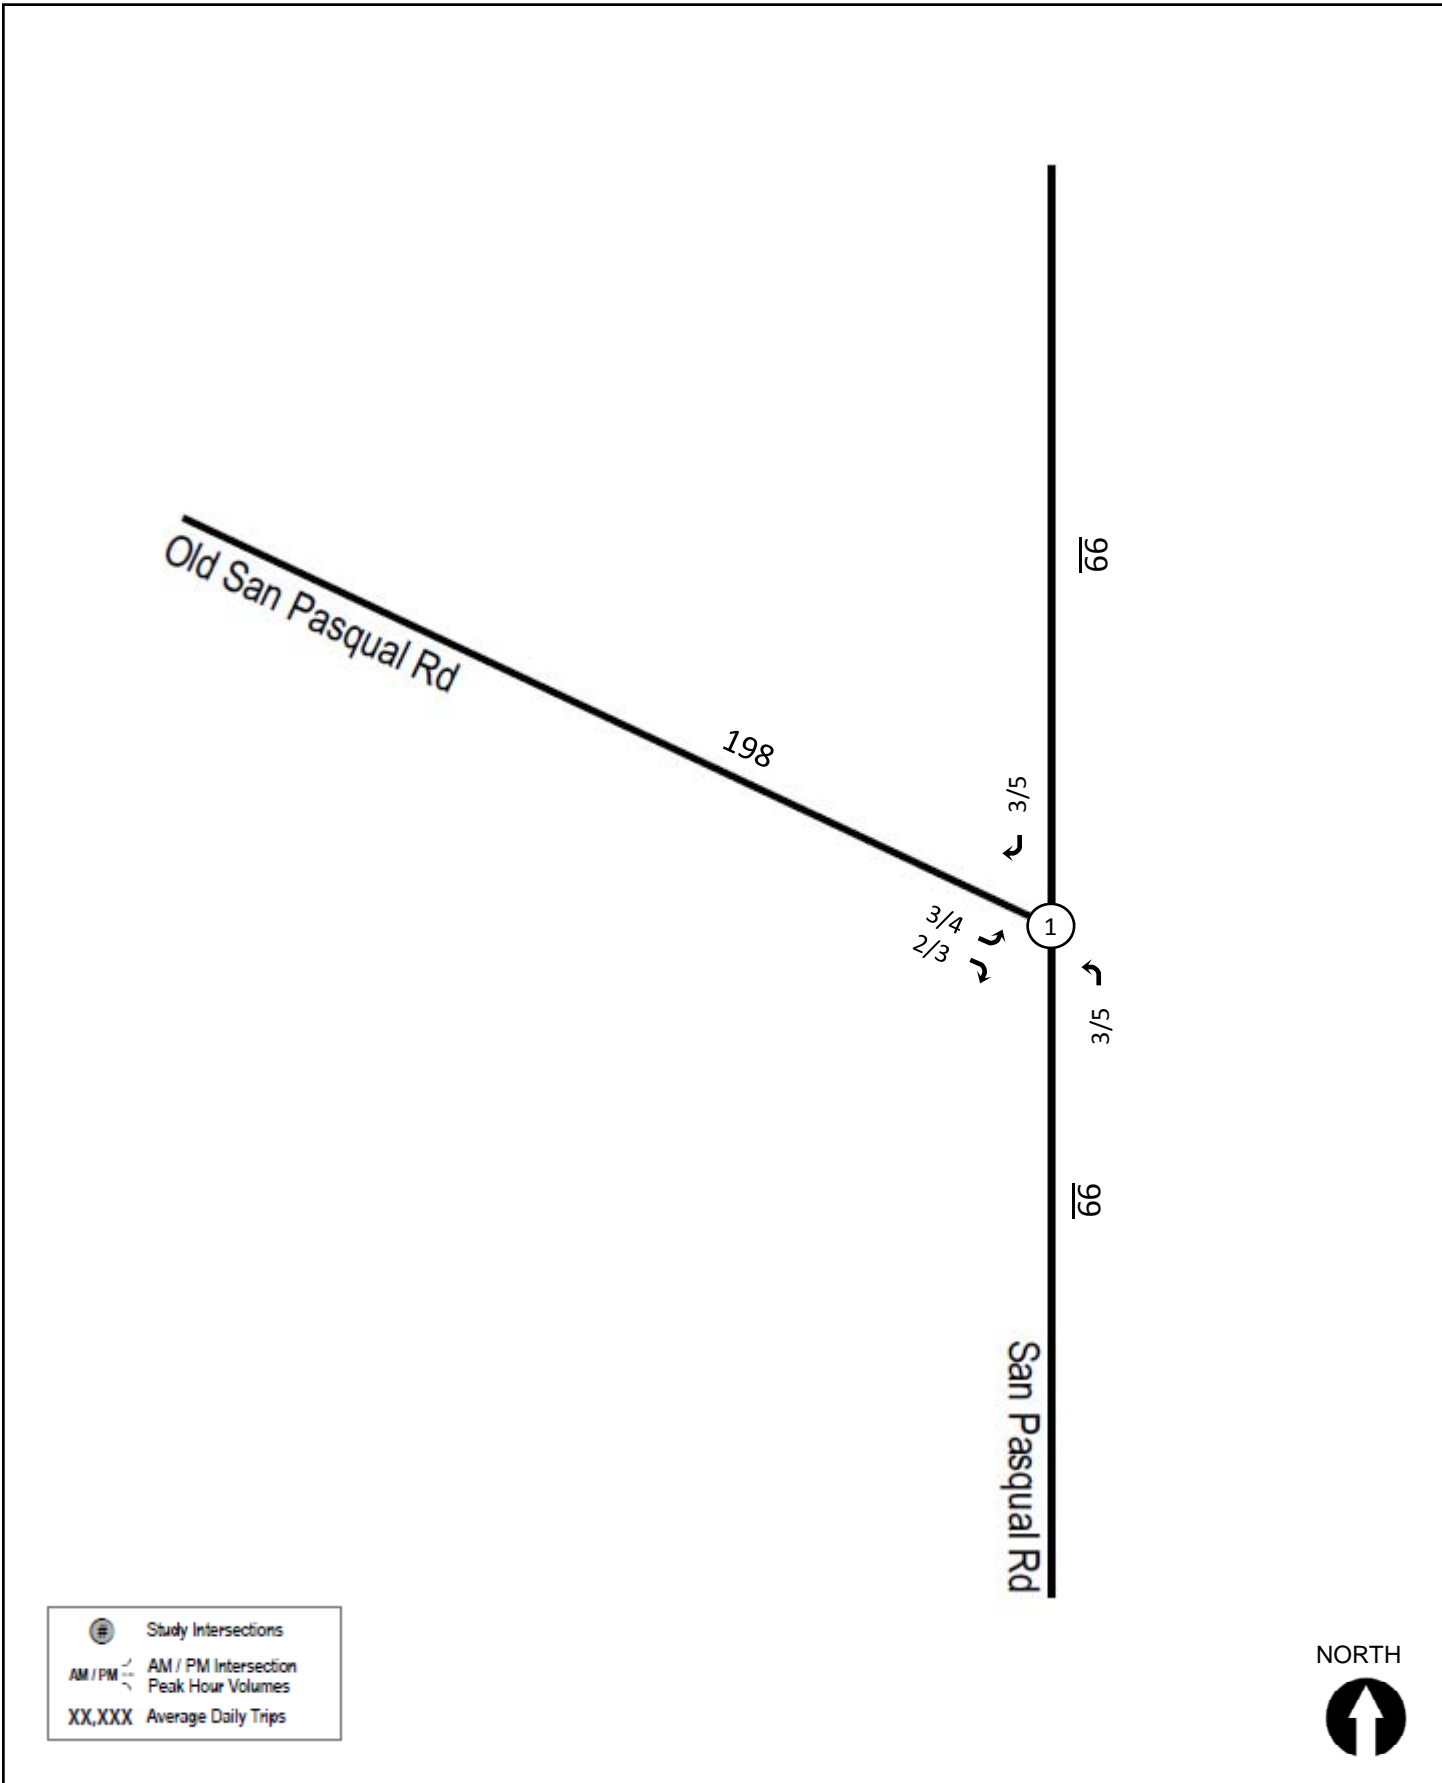 99
Old San Pasqual Rd
198
3/5
3/4
1
2/3
3/5
99
San Pasqual Rd
# Study Intersections
AM / PM AM / PM Intersection
Peak Hour Volumes
XX,XXX Average Daily Trips
NORTH